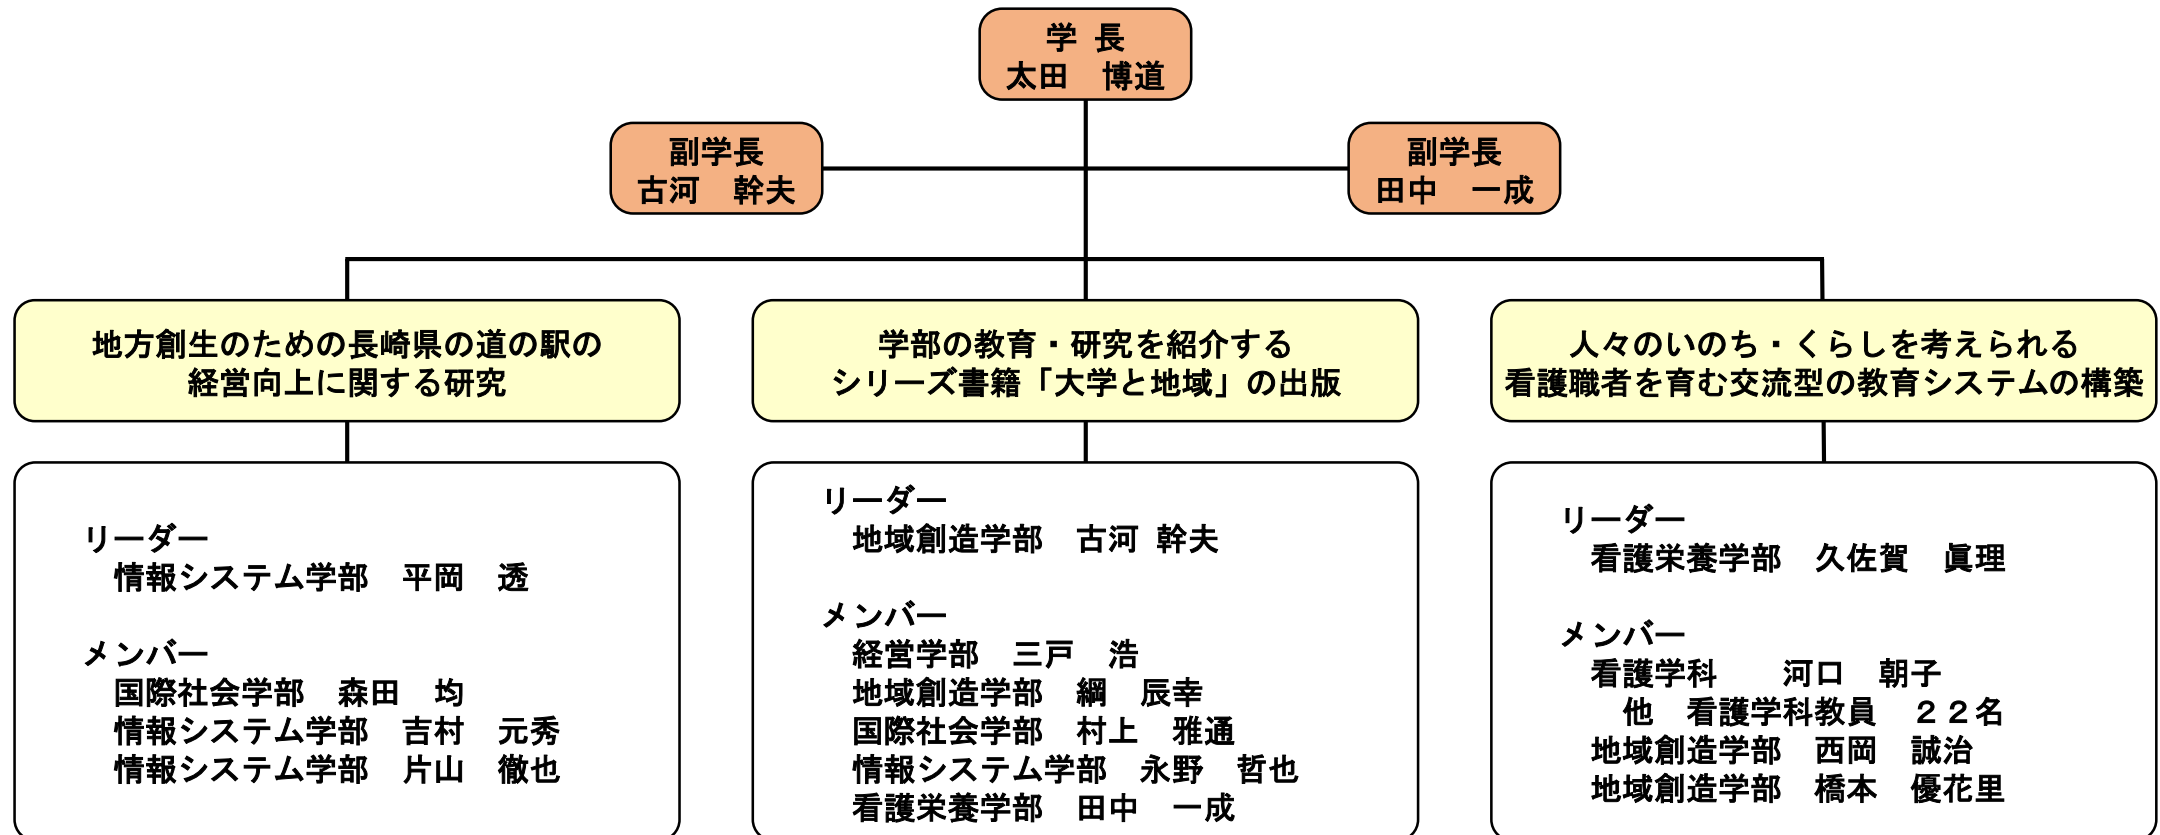 学 長
太田　博道
副学長
古河　幹夫
副学長
田中　一成
地方創生のための長崎県の道の駅の
経営向上に関する研究
学部の教育・研究を紹介する
シリーズ書籍「大学と地域」の出版
人々のいのち・くらしを考えられる
看護職者を育む交流型の教育システムの構築
リーダー
情報システム学部　平岡　透
メンバー
国際社会学部　森田　均
情報システム学部　吉村　元秀
情報システム学部　片山　徹也
リーダー
地域創造学部　古河 幹夫
メンバー
経営学部　三戸　浩
地域創造学部　綱　辰幸
国際社会学部　村上　雅通
情報システム学部　永野　哲也
看護栄養学部　田中　一成
リーダー
看護栄養学部　久佐賀　眞理
メンバー
看護学科　　河口　朝子
他　看護学科教員　２２名
地域創造学部　西岡　誠治
地域創造学部　橋本　優花里